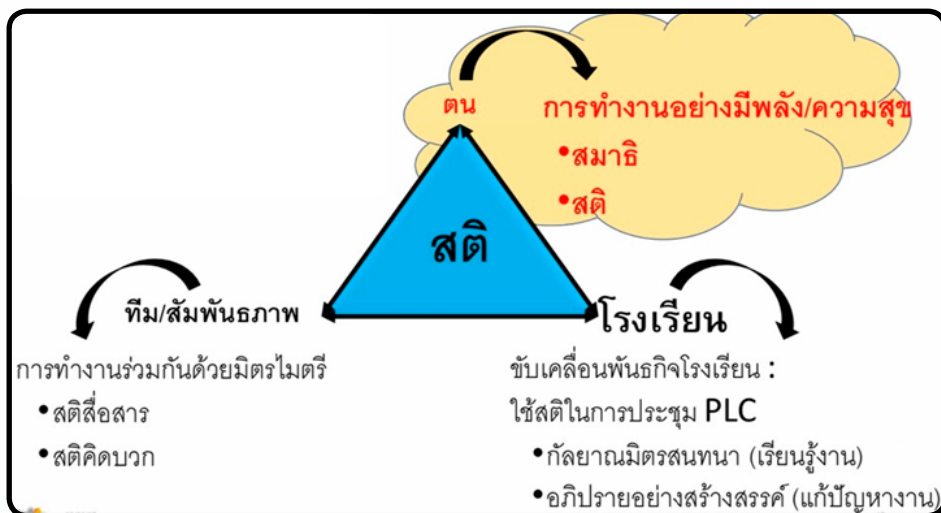 ตน
การทำงานอย่างมีพลัง/ความสุข
•สมาธิ
•สติ
สติ
ทีม/สัมพันธภาพ
การทำงานร่วมกันด้วยมิตรไมตรี
•สติสื่อสาร
•สติคิดบวก
โรงเรียน
ขับเคลื่อนพันธกิจโรงเรียน :
ใช้สติในการประชุม PLC
•กัลยาณมิตรสนทนา (เรียนรู้งาน)
•อภิปรายอย่างสร้างสรรค์ (แก้ปัญหางาน)